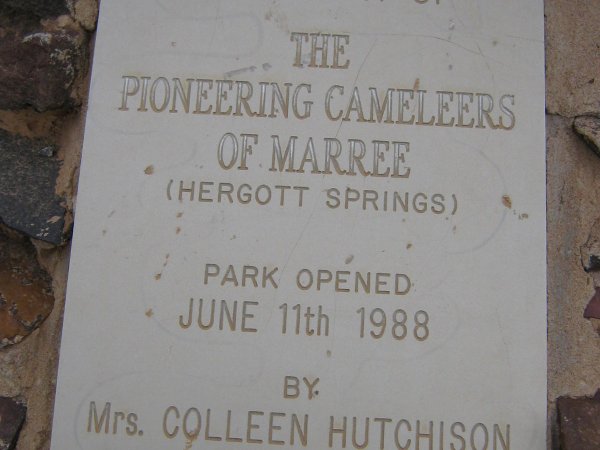 THE
PIONEERING CAMELEERS
OF MARREE
(HERGOTT SPRINGS)
PARK OPENED
JUNE 11th 1988
BY
Mrs. COLLEEN HUTCHISON